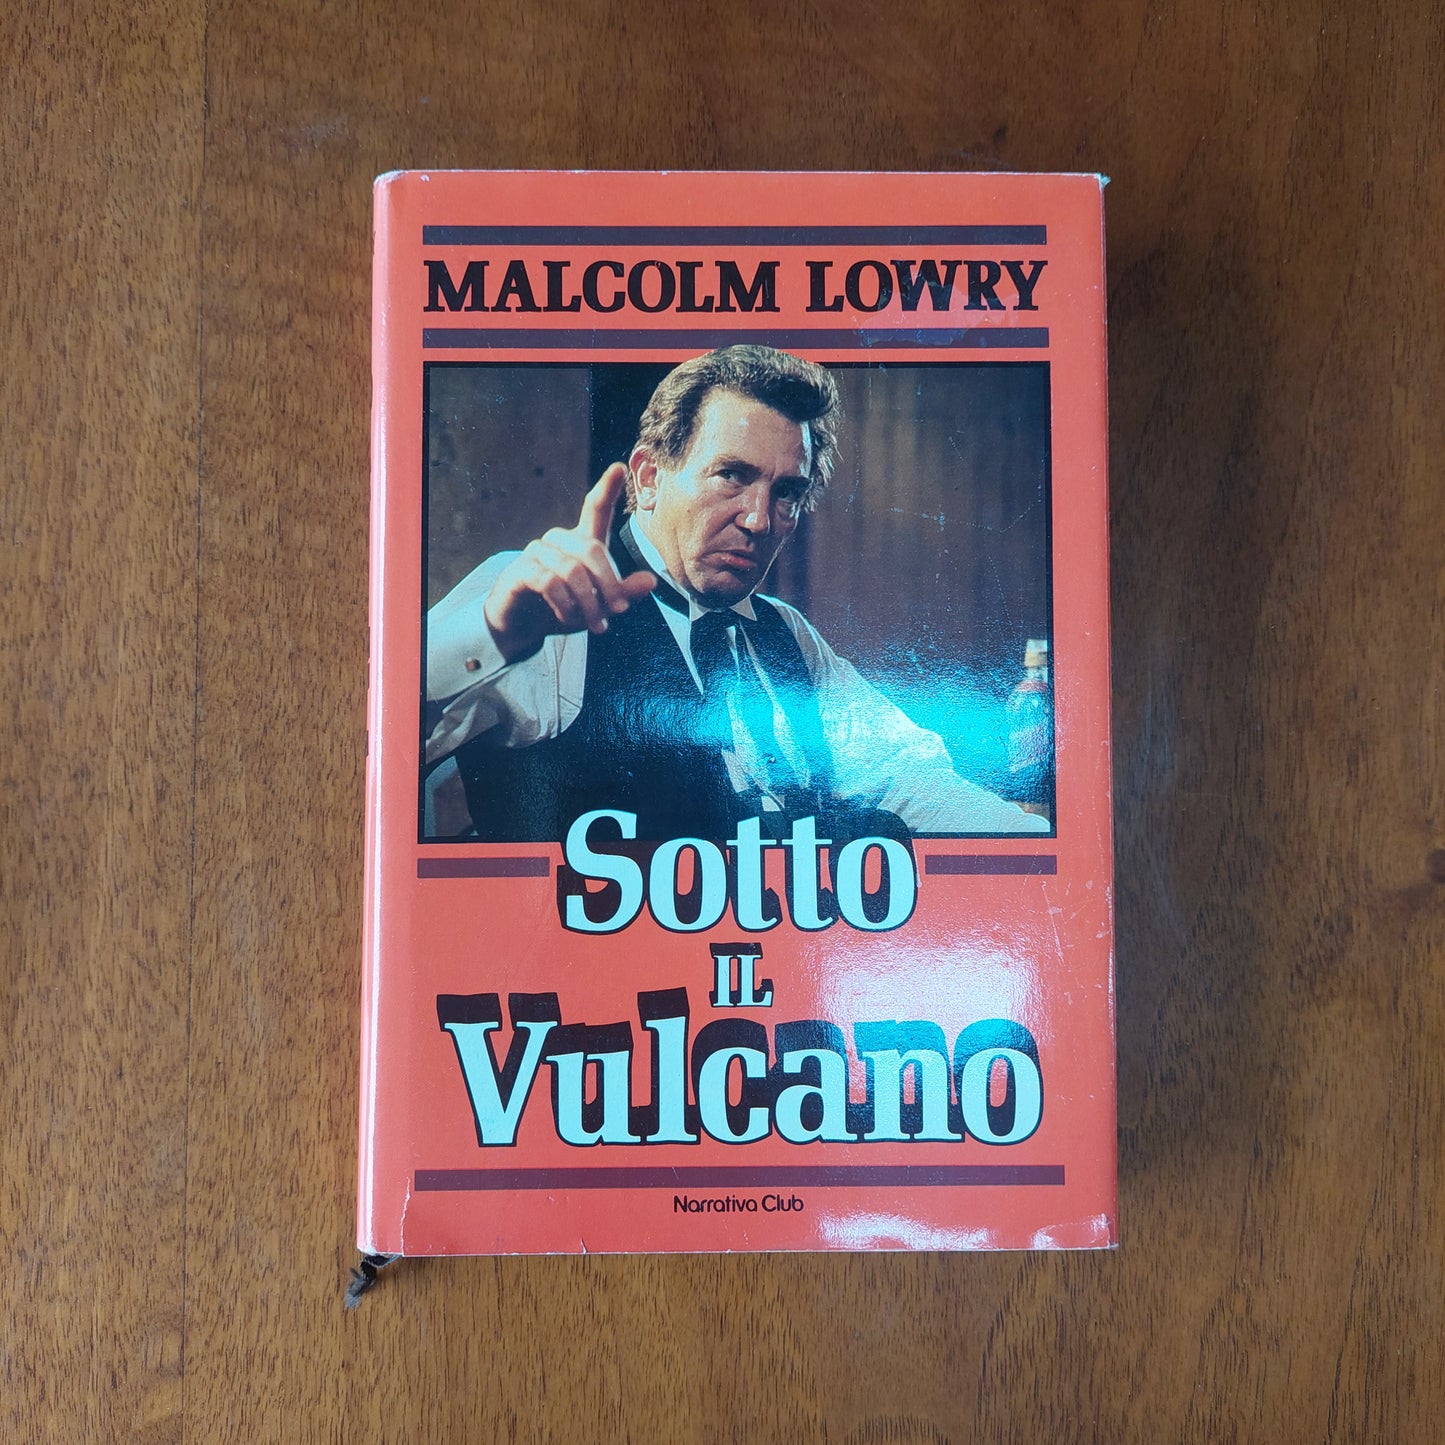 MALCOLM LOWRY
Sotto
IL
Vulcano
Narrativa Club